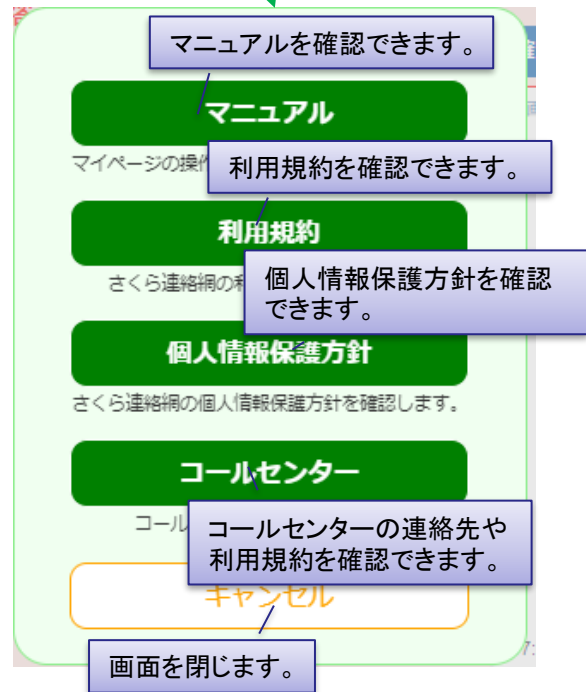 マニュアルを確認できます。
マニュアル
マイページの操作
利用規約を確認できます。
利用規約
さくら連絡網の利
個人情報保護方針を確認
できます。
個人情報保護方針
さくら連絡網の個人情報保護方針を確認します。
コールセンター
コール
コールセンターの連絡先や
利用規約を確認できます。
キャンセル
画面を閉じます。